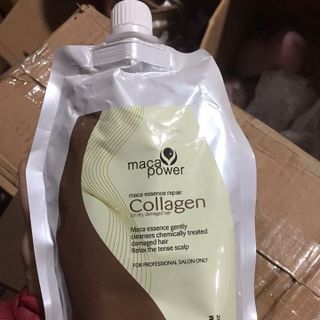 maca power
maca essence repair
Collagen
for dry, damaged hair
Maca essence gently
cleanses chemically treated
damaged hair
Relax the tense scalp
FOR PROFESSIONAL SALON ONLY